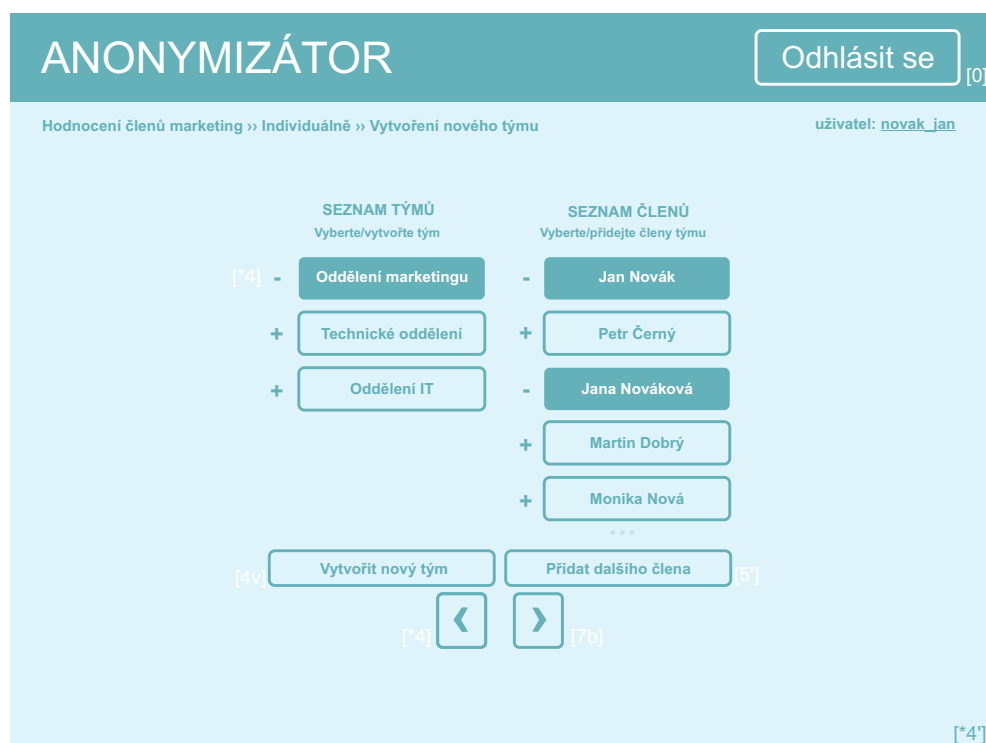 ANONYMIZÁTOR
Odhlásit se
[0]
Hodnocení členů marketing ›› Individuálně ›› Vytvoření nového týmu
uživatel: novak_jan
SEZNAM TÝMŮ
Vyberte/vytvořte tým
SEZNAM ČLENŮ
Vyberte/přidejte členy týmu
[*4] - Oddělení marketingu
+ Technické oddělení
+ Oddělení IT
- Jan Novák
+ Petr Černý
- Jana Nováková
+ Martin Dobrý
+ Monika Nová
...
[4v] Vytvořit nový tým
Přidat dalšího člena [5']
[*4] ‹
› [7b]
[*4']